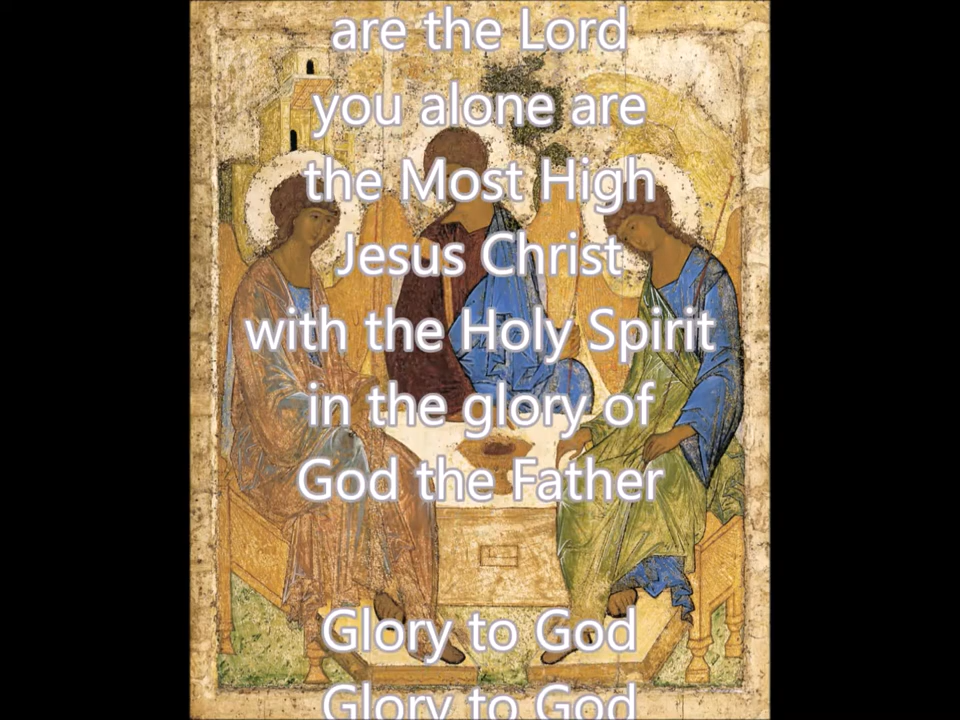 are the Lord
you alone are
the Most High
Jesus Christ
with the Holy Spirit
in the glory of
God the Father
Glory to God
Glory to God